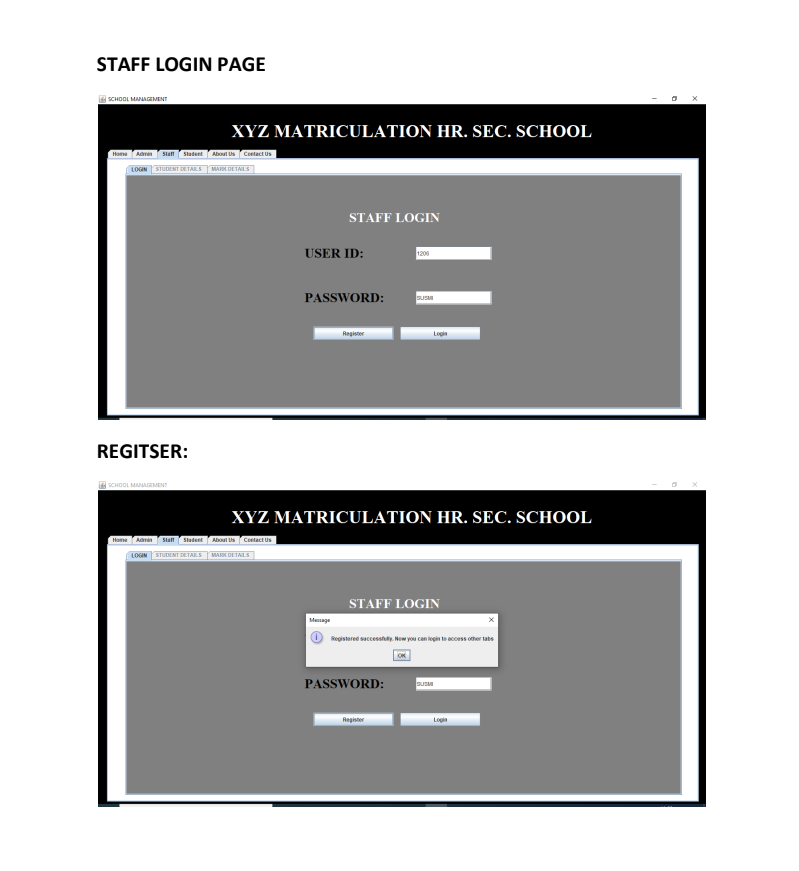 STAFF LOGIN PAGE
SCHOOL MANAGEMENT
XYZ MATRICULATION HR. SEC. SCHOOL
Home Admin Staff Student About Us Contact Us
LOGIN STUDENT DETAILS MARK DETAILS
STAFF LOGIN
USER ID: 1206
PASSWORD: SUSMI
Register Login
REGITSER:
SCHOOL MANAGEMENT
XYZ MATRICULATION HR. SEC. SCHOOL
Home Admin Staff Student About Us Contact Us
LOGIN STUDENT DETAILS MARK DETAILS
STAFF LOGIN
Message
Registered successfully. Now you can login to access other tabs
OK
PASSWORD: SUSMI
Register Login